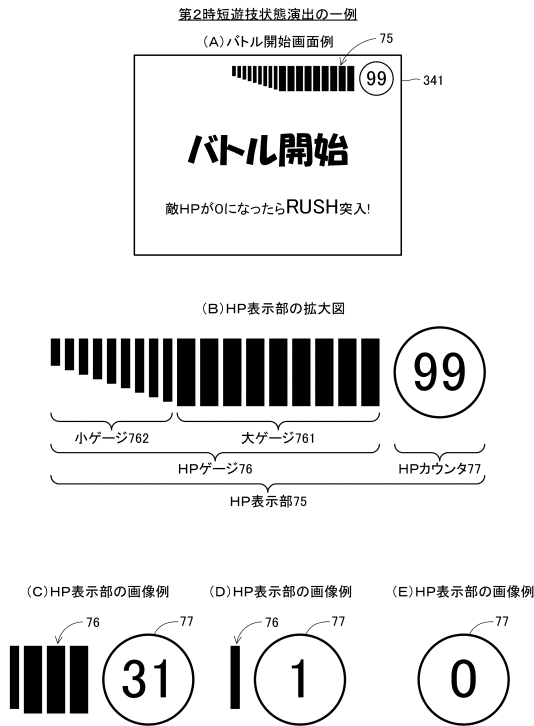 第2時短遊技状態演出の一例
(A)バトル開始画面例
75
99
341
バトル開始
敵HPが0になったらRUSH突入!
(B)HP表示部の拡大図
99
小ゲージ762
大ゲージ761
HPゲージ76
HPカウンタ77
HP表示部75
(C)HP表示部の画像例
(D)HP表示部の画像例
(E)HP表示部の画像例
76
77
76
77
77
31
1
0